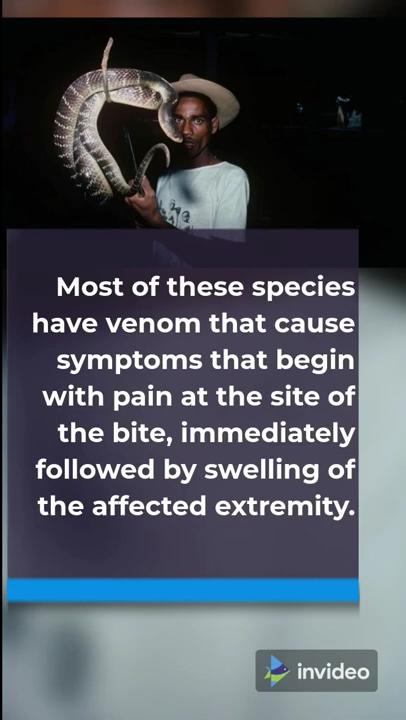 Most of these species
have venom that cause
symptoms that begin
with pain at the site of
the bite, immediately
followed by swelling of
the affected extremity.
invideo